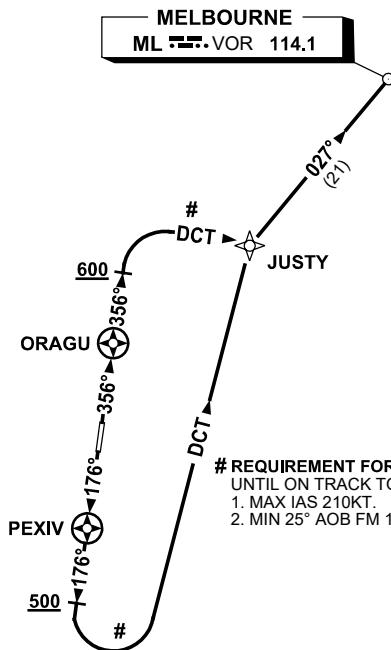 MELBOURNE
ML VOR 114.1
027°
(21)
#
DCT
JUSTY
600
356°
ORAGU
356°
DCT
176°
# REQUIREMENT FOR
UNTIL ON TRACK TO
1. MAX IAS 210KT.
2. MIN 25° AOB FM 1
PEXIV
176°
500
#